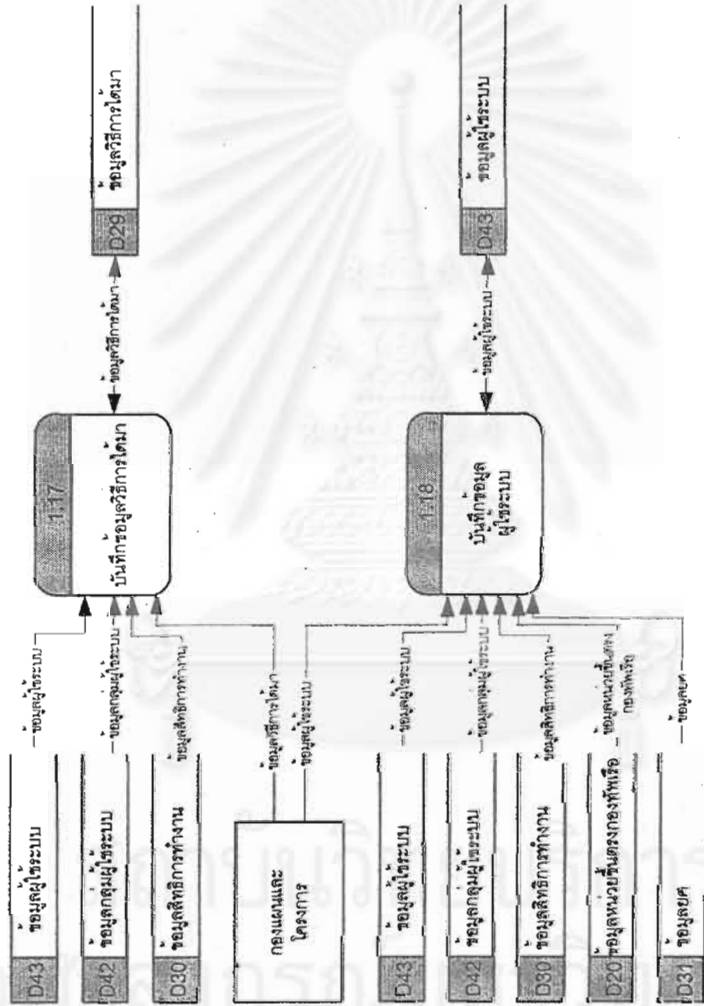 D43 ข้อมูลผู้ใช้ระบบ
ข้อมูลผู้ใช้ระบบ
D42 ข้อมูลกลุ่มผู้ใช้ระบบ
ข้อมูลกลุ่มผู้ใช้ระบบ
D30 ข้อมูลสิทธิการทำงาน
ข้อมูลสิทธิการทำงาน
1.17
บันทึกข้อมูลวิธีการได้มา
ข้อมูลวิธีการได้มา
D29 ข้อมูลวิธีการได้มา
กองแผนและ
โครงการ
ข้อมูลวิธีการได้มา
ข้อมูลผู้ใช้ระบบ
D43 ข้อมูลผู้ใช้ระบบ
ข้อมูลผู้ใช้ระบบ
D42 ข้อมูลกลุ่มผู้ใช้ระบบ
ข้อมูลกลุ่มผู้ใช้ระบบ
D30 ข้อมูลสิทธิการทำงาน
ข้อมูลสิทธิการทำงาน
D20 ข้อมูลหน่วยขึ้นตรงกองทัพเรือ
ข้อมูลหน่วยขึ้นตรง
กองทัพเรือ
D31 ข้อมูลยศ
ข้อมูลยศ
1.18
บันทึกข้อมูล
ผู้ใช้ระบบ
ข้อมูลผู้ใช้ระบบ
D43 ข้อมูลผู้ใช้ระบบ